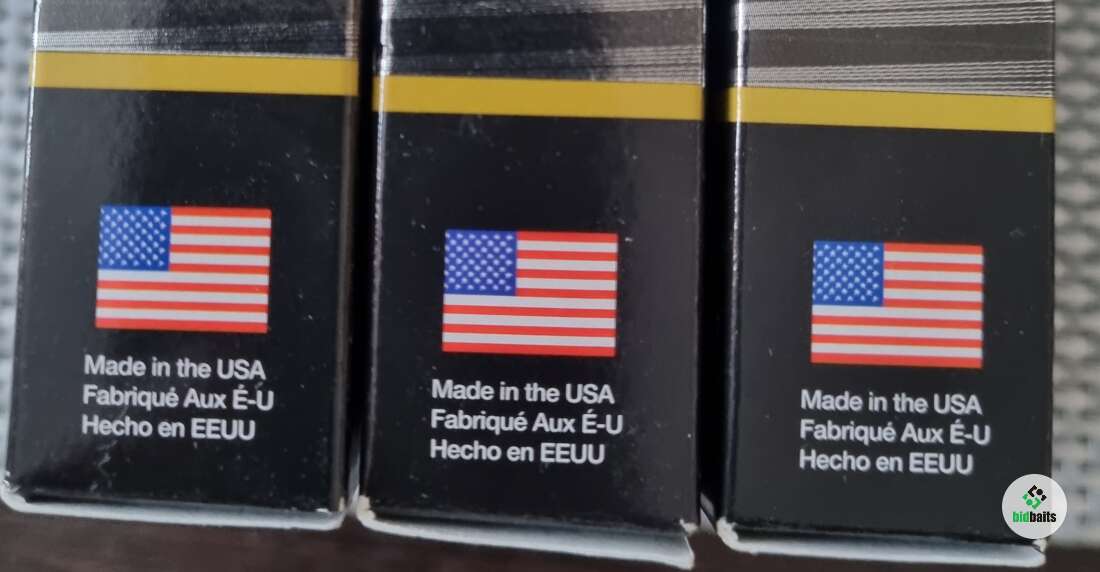 Made in the USA
Fabriqué Aux É-U
Hecho en EEUU
Made in the USA
Fabriqué Aux É-U
Hecho en EEUU
Made in the USA
Fabriqué Aux É-U
Hecho en EEUU
bidbaits